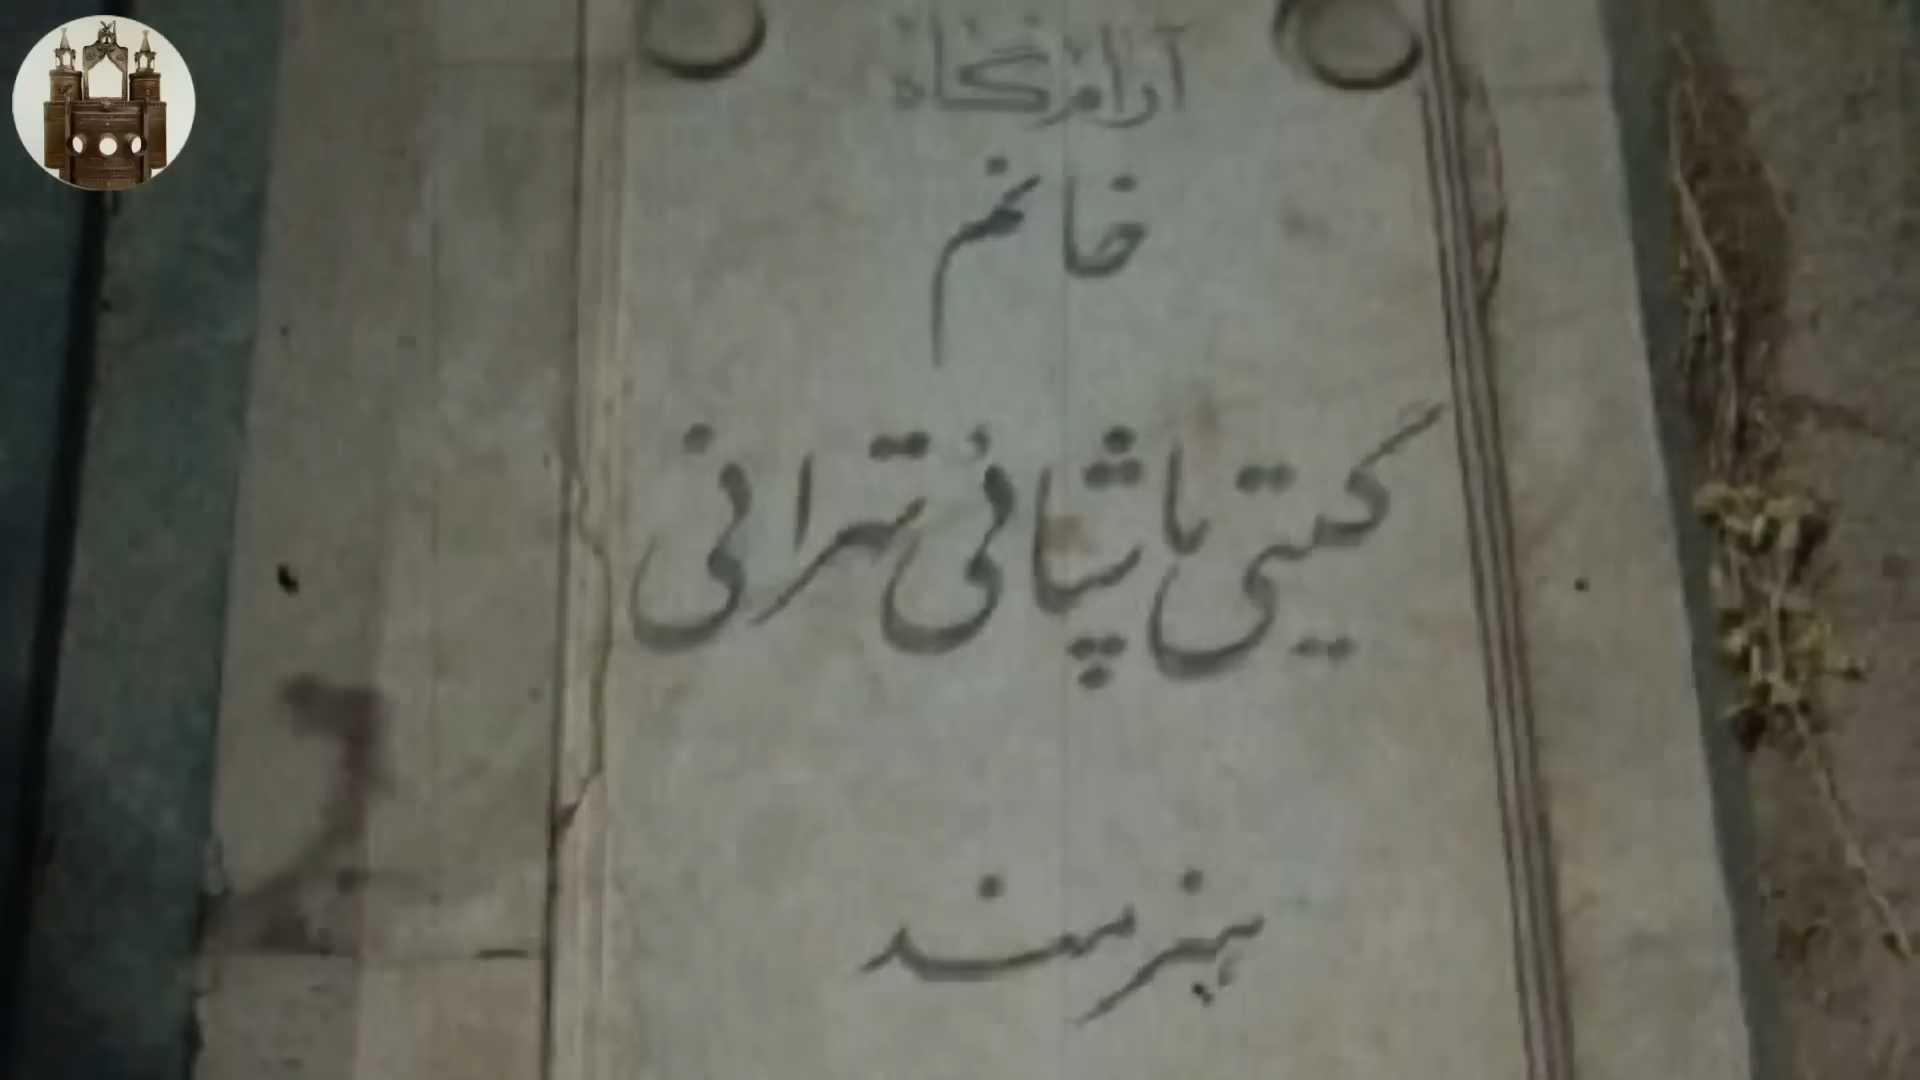 آرامگاه
خانم
گیتی پاشائی تهرانی
هنرمند